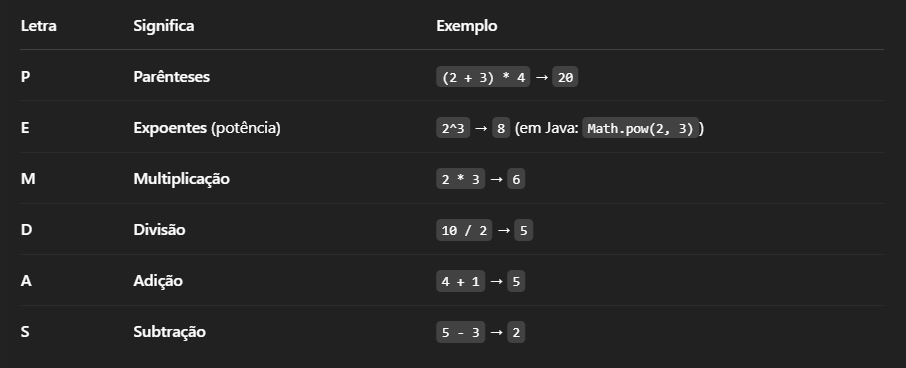 Letra Significa Exemplo
P Parênteses (2 + 3) * 4 → 20
E Expoentes (potência) 2^3 → 8 (em Java: Math.pow(2, 3))
M Multiplicação 2 * 3 → 6
D Divisão 10 / 2 → 5
A Adição 4 + 1 → 5
S Subtração 5 - 3 → 2